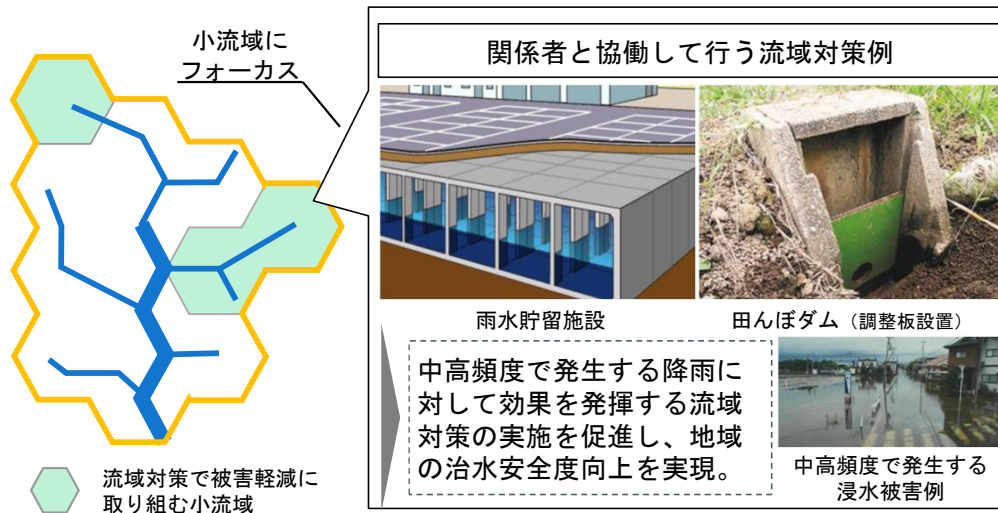 小流域に
フォーカス
関係者と協働して行う流域対策例
雨水貯留施設
田んぼダム（調整板設置）
中高頻度で発生する降雨に
対して効果を発揮する流域
対策の実施を促進し、地域
の治水安全度向上を実現。
中高頻度で発生する
浸水被害例
流域対策で被害軽減に
取り組む小流域